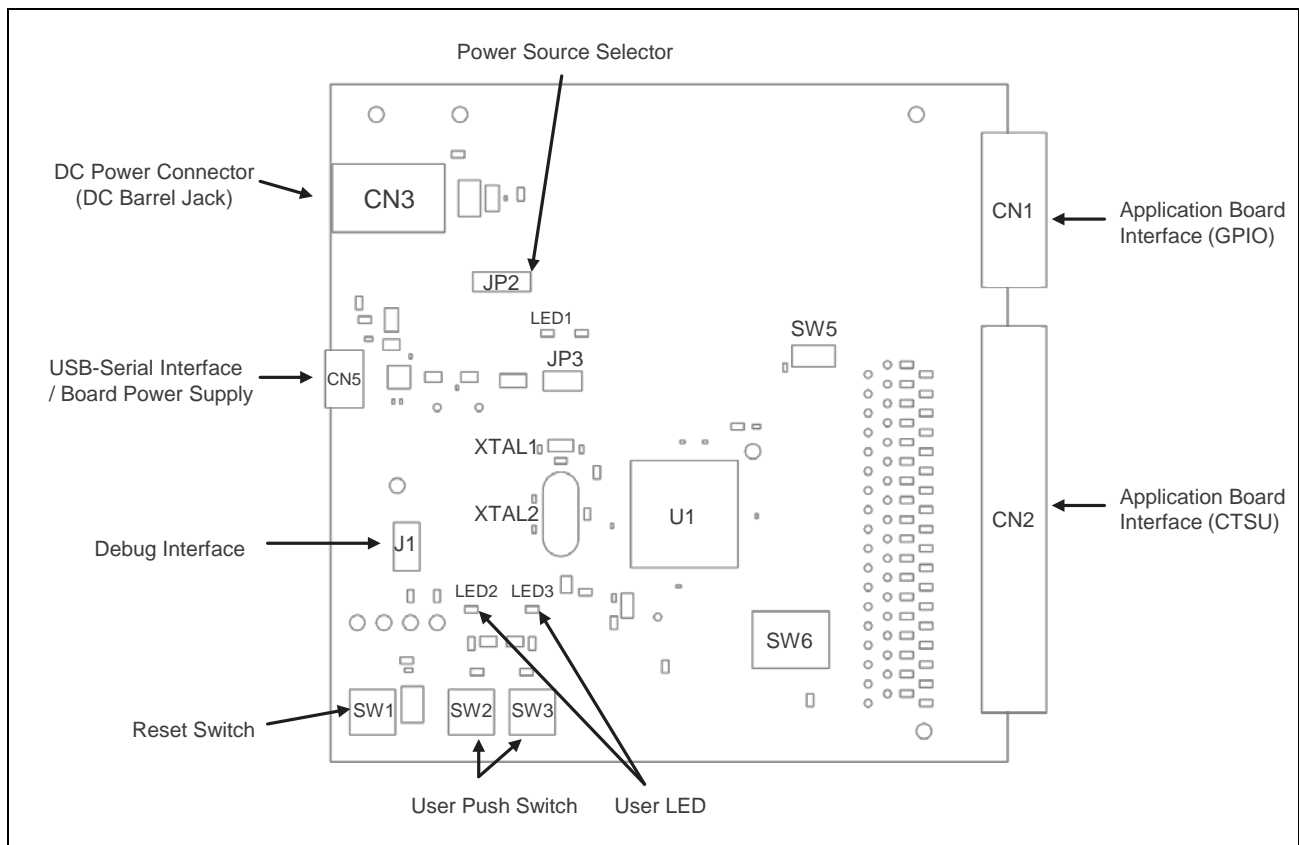 Power Source Selector
DC Power Connector
(DC Barrel Jack)
CN3
CN1
Application Board
Interface (GPIO)
JP2
LED1
SW5
JP3
USB-Serial Interface
/ Board Power Supply
CN5
XTAL1
XTAL2
U1
CN2
Application Board
Interface (CTSU)
Debug Interface
J1
LED2
LED3
SW6
Reset Switch
SW1
SW2
SW3
User Push Switch
User LED